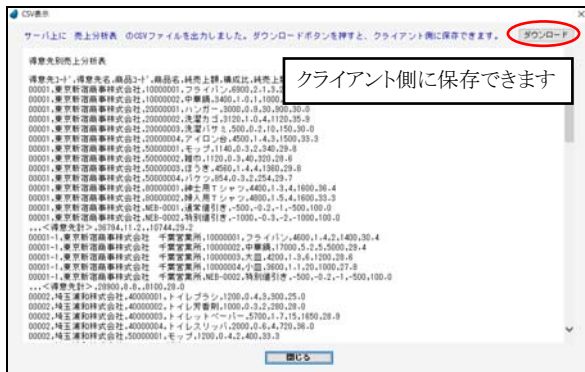 CSV表示
サーバ上に 売上分析表 のCSVファイルを出力しました。ダウンロードボタンを押すと、クライアント側に保存できます。
ダウンロード
得意先別売上分析表
得意先コード,得意先名,商品コード,商品名,純売上額,構成比,純売上
クライアント側に保存できます
00001,東京新宿商事株式会社,10000001,フライパン,6900,2.1,3,2
00001,東京新宿商事株式会社,10000002,中華鍋,3400,1.0,1,1000
00001,東京新宿商事株式会社,20000001,ハンガー,3000,0.9,30,900,30.0
00001,東京新宿商事株式会社,20000002,洗濯カゴ,3120,1.0,4,1120,35.9
00001,東京新宿商事株式会社,20000003,洗濯バサミ,500,0.2,10,150,30.0
00001,東京新宿商事株式会社,20000004,アイロン台,4500,1.4,3,1500,33.3
00001,東京新宿商事株式会社,50000001,モップ,1140,0.3,2,340,29.8
00001,東京新宿商事株式会社,50000002,雑巾,1120,0.3,40,320,28.6
00001,東京新宿商事株式会社,50000003,ほうき,4560,1.4,4,1360,29.8
00001,東京新宿商事株式会社,50000004,バケツ,854,0.3,2,254,29.7
00001,東京新宿商事株式会社,80000001,紳士用Tシャツ,4400,1.3,4,1600,36.4
00001,東京新宿商事株式会社,80000002,婦人用Tシャツ,4800,1.5,4,1600,33.3
00001,東京新宿商事株式会社,NEB-0001,通常値引き,-500,-0.2,-1,-500,100.0
00001,東京新宿商事株式会社,NEB-0002,特別値引き,-1000,-0.3,-2,-1000,100.0
,,,<得意先計>,36794,11.2,,10744,29.2
00001-1,東京新宿商事株式会社 千葉営業所,10000001,フライパン,4600,1.4,2,1400,30.4
00001-1,東京新宿商事株式会社 千葉営業所,10000002,中華鍋,17000,5.2,5,5000,29.4
00001-1,東京新宿商事株式会社 千葉営業所,10000003,大皿,4200,1.3,6,1200,28.6
00001-1,東京新宿商事株式会社 千葉営業所,10000004,小皿,3600,1.1,20,1000,27.8
00001-1,東京新宿商事株式会社 千葉営業所,NEB-0002,特別値引き,-500,-0.2,-1,-500,100.0
,,,<得意先計>,28900,8.8,,8100,28.0
00002,埼玉浦和株式会社,40000001,トイレブラシ,1200,0.4,3,300,25.0
00002,埼玉浦和株式会社,40000002,トイレ芳香剤,1000,0.3,2,280,28.0
00002,埼玉浦和株式会社,40000003,トイレットペーパー,5700,1.7,15,1650,28.9
00002,埼玉浦和株式会社,40000004,トイレスリッパ,2000,0.6,4,720,36.0
00002,埼玉浦和株式会社,50000001,モップ,1200,0.4,2,400,33.3
閉じる